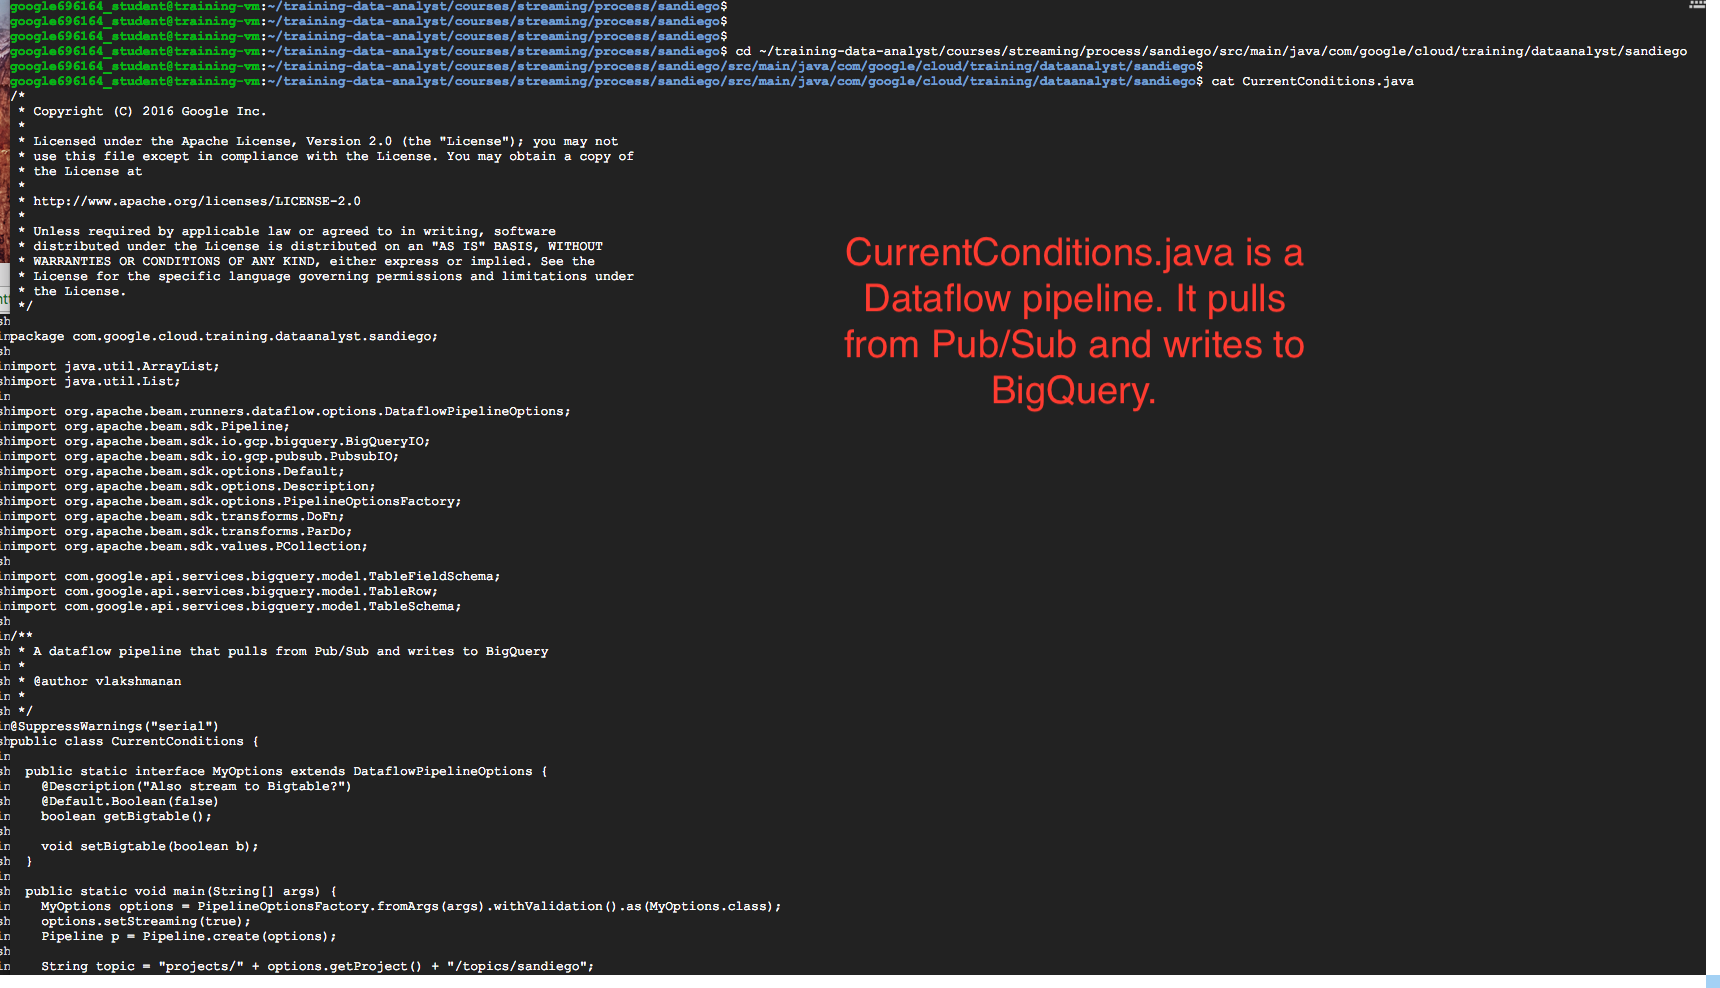 google696164_student@training-vm:~/training-data-analyst/courses/streaming/process/sandiego$
google696164_student@training-vm:~/training-data-analyst/courses/streaming/process/sandiego$
google696164_student@training-vm:~/training-data-analyst/courses/streaming/process/sandiego$
google696164_student@training-vm:~/training-data-analyst/courses/streaming/process/sandiego$ cd ~/training-data-analyst/courses/streaming/process/sandiego/src/main/java/com/google/cloud/training/dataanalyst/sandiego
google696164_student@training-vm:~/training-data-analyst/courses/streaming/process/sandiego/src/main/java/com/google/cloud/training/dataanalyst/sandiego$
google696164_student@training-vm:~/training-data-analyst/courses/streaming/process/sandiego/src/main/java/com/google/cloud/training/dataanalyst/sandiego$ cat CurrentConditions.java
/*
 * Copyright (C) 2016 Google Inc.
 *
 * Licensed under the Apache License, Version 2.0 (the "License"); you may not
 * use this file except in compliance with the License. You may obtain a copy of
 * the License at
 *
 * http://www.apache.org/licenses/LICENSE-2.0
 *
 * Unless required by applicable law or agreed to in writing, software
 * distributed under the License is distributed on an "AS IS" BASIS, WITHOUT
 * WARRANTIES OR CONDITIONS OF ANY KIND, either express or implied. See the
 * License for the specific language governing permissions and limitations under
 * the License.
 */
package com.google.cloud.training.dataanalyst.sandiego;
import java.util.ArrayList;
import java.util.List;
import org.apache.beam.runners.dataflow.options.DataflowPipelineOptions;
import org.apache.beam.sdk.Pipeline;
import org.apache.beam.sdk.io.gcp.bigquery.BigQueryIO;
import org.apache.beam.sdk.io.gcp.pubsub.PubsubIO;
import org.apache.beam.sdk.options.Default;
import org.apache.beam.sdk.options.Description;
import org.apache.beam.sdk.options.PipelineOptionsFactory;
import org.apache.beam.sdk.transforms.DoFn;
import org.apache.beam.sdk.transforms.ParDo;
import org.apache.beam.sdk.values.PCollection;
import com.google.api.services.bigquery.model.TableFieldSchema;
import com.google.api.services.bigquery.model.TableRow;
import com.google.api.services.bigquery.model.TableSchema;
/**
 * A dataflow pipeline that pulls from Pub/Sub and writes to BigQuery
 *
 * @author vlakshmanan
 *
 */
@SuppressWarnings("serial")
public class CurrentConditions {
  public static interface MyOptions extends DataflowPipelineOptions {
    @Description("Also stream to Bigtable?")
    @Default.Boolean(false)
    boolean getBigtable();
    void setBigtable(boolean b);
  }
  public static void main(String[] args) {
    MyOptions options = PipelineOptionsFactory.fromArgs(args).withValidation().as(MyOptions.class);
    options.setStreaming(true);
    Pipeline p = Pipeline.create(options);
    String topic = "projects/" + options.getProject() + "/topics/sandiego";
CurrentConditions.java is a
Dataflow pipeline. It pulls
from Pub/Sub and writes to
BigQuery.